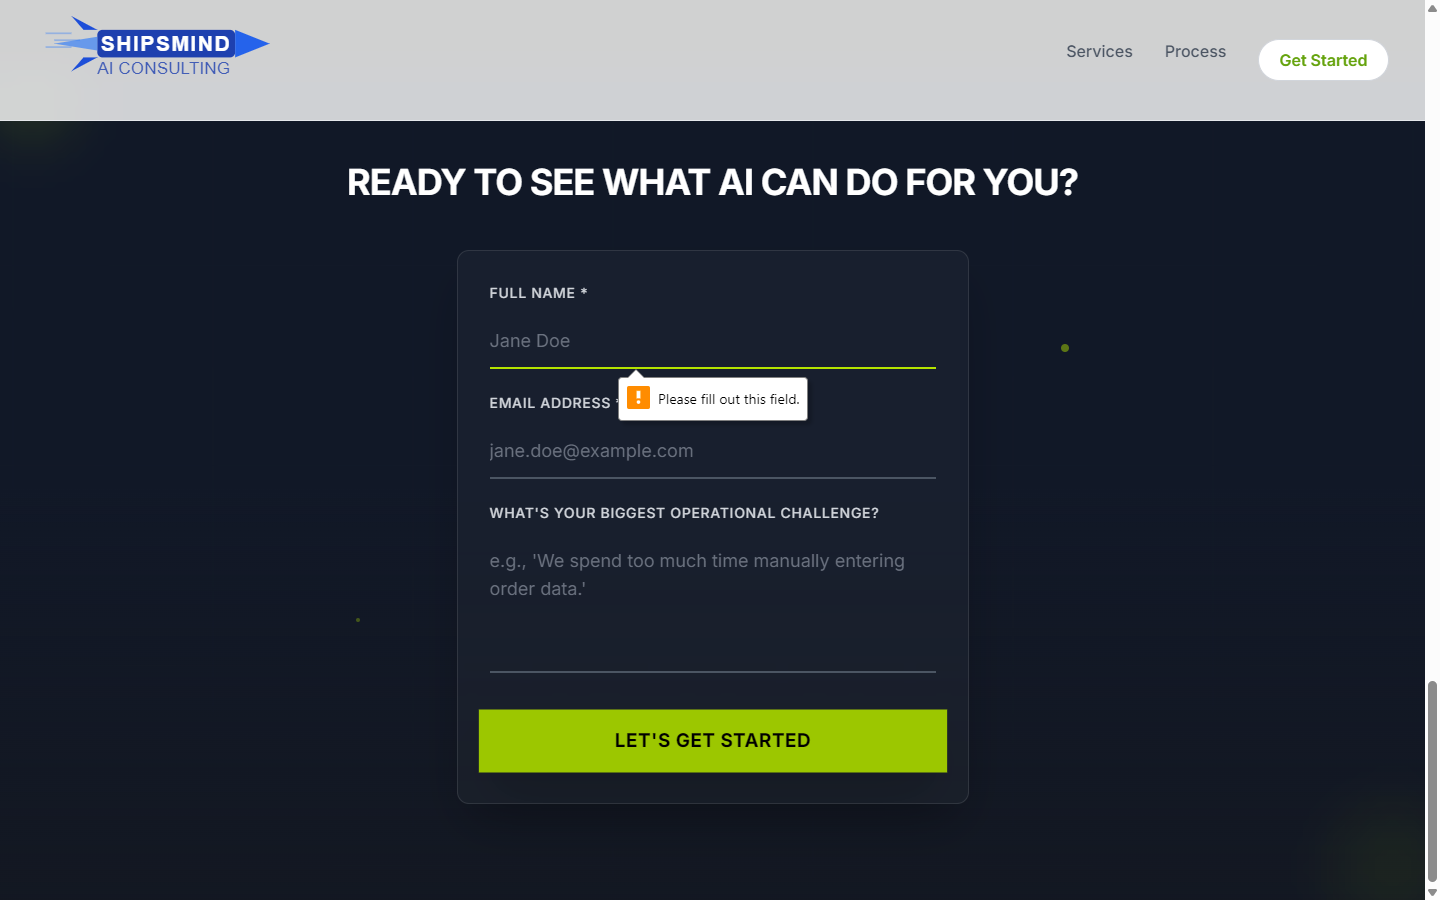 SHIPSMIND
AI CONSULTING
Services
Process
Get Started
READY TO SEE WHAT AI CAN DO FOR YOU?
FULL NAME *
Jane Doe
Please fill out this field.
EMAIL ADDRESS *
jane.doe@example.com
WHAT'S YOUR BIGGEST OPERATIONAL CHALLENGE?
e.g., 'We spend too much time manually entering
order data.'
LET'S GET STARTED